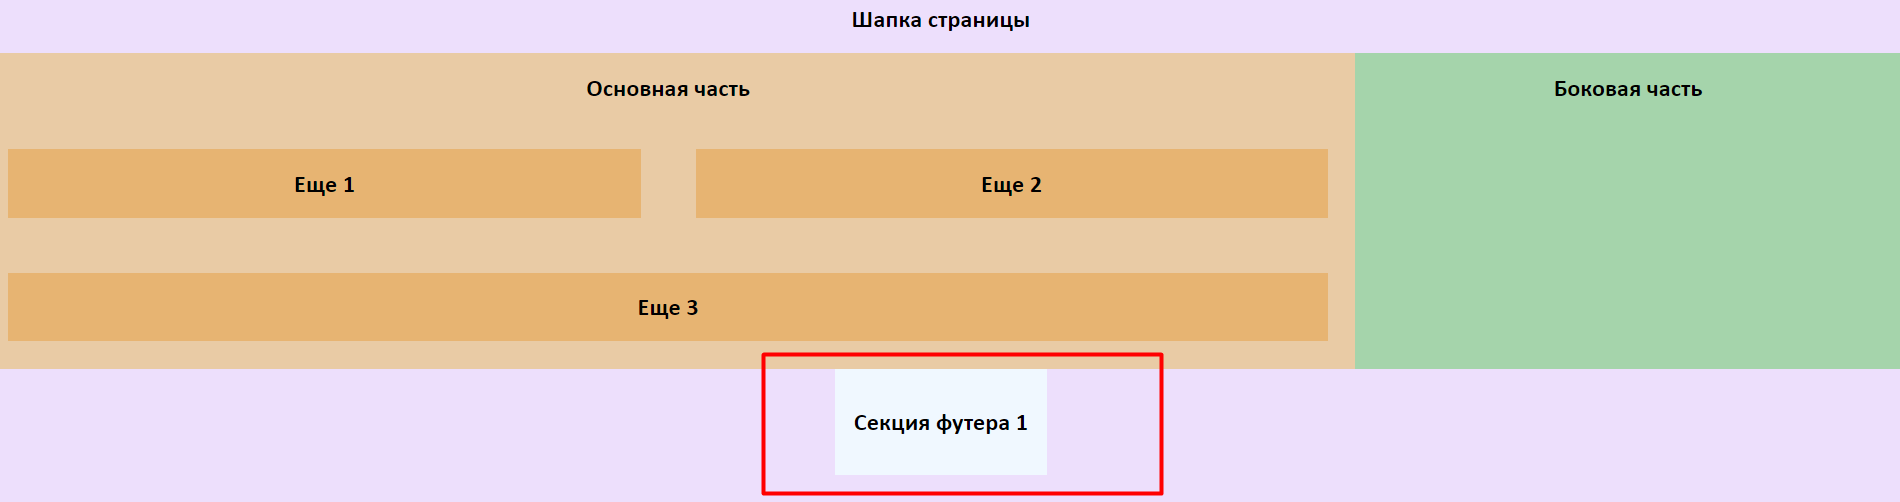 Шапка страницы
Основная часть
Боковая часть
Еще 1
Еще 2
Еще 3
Секция футера 1